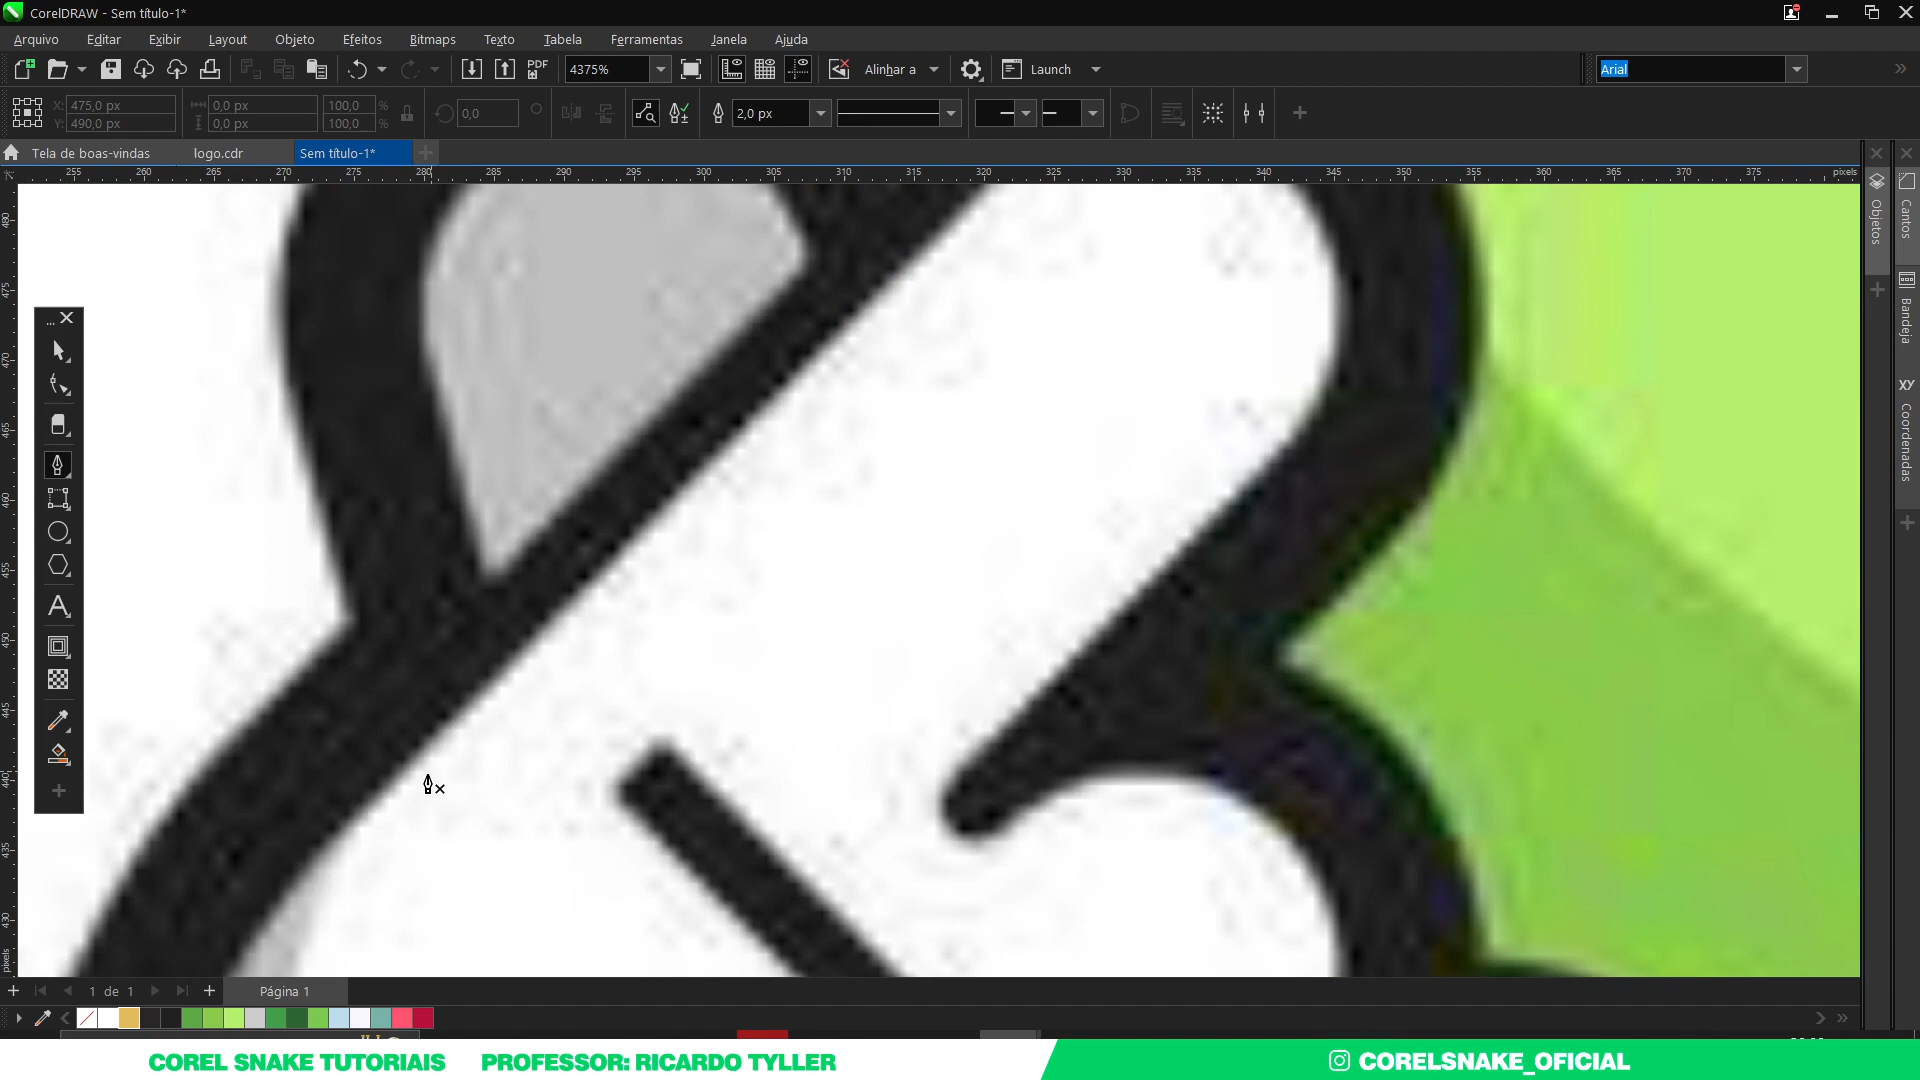 CorelDRAW - Sem título-1*
Arquivo Editar Exibir Layout Objeto Efeitos Bitmaps Texto Tabela Ferramentas Janela Ajuda
PDF 4375% Alinhar a Launch Arial
X: 475,0 px 0,0 px 100,0 % 0,0 2,0 px
Y: 490,0 px 0,0 px 100,0 %
Tela de boas-vindas logo.cdr Sem título-1*
255 260 265 270 275 280 285 290 295 300 305 310 315 320 325 330 335 340 345 350 355 360 365 370 375 pixels
480
475
470
465
460
455
450
445
440
435
430
pixels
Objetos
Cantos
Bandeja
XY
Coordenadas
1 de 1 Página 1
COREL SNAKE TUTORIAIS PROFESSOR: RICARDO TYLLER CORELSNAKE_OFICIAL